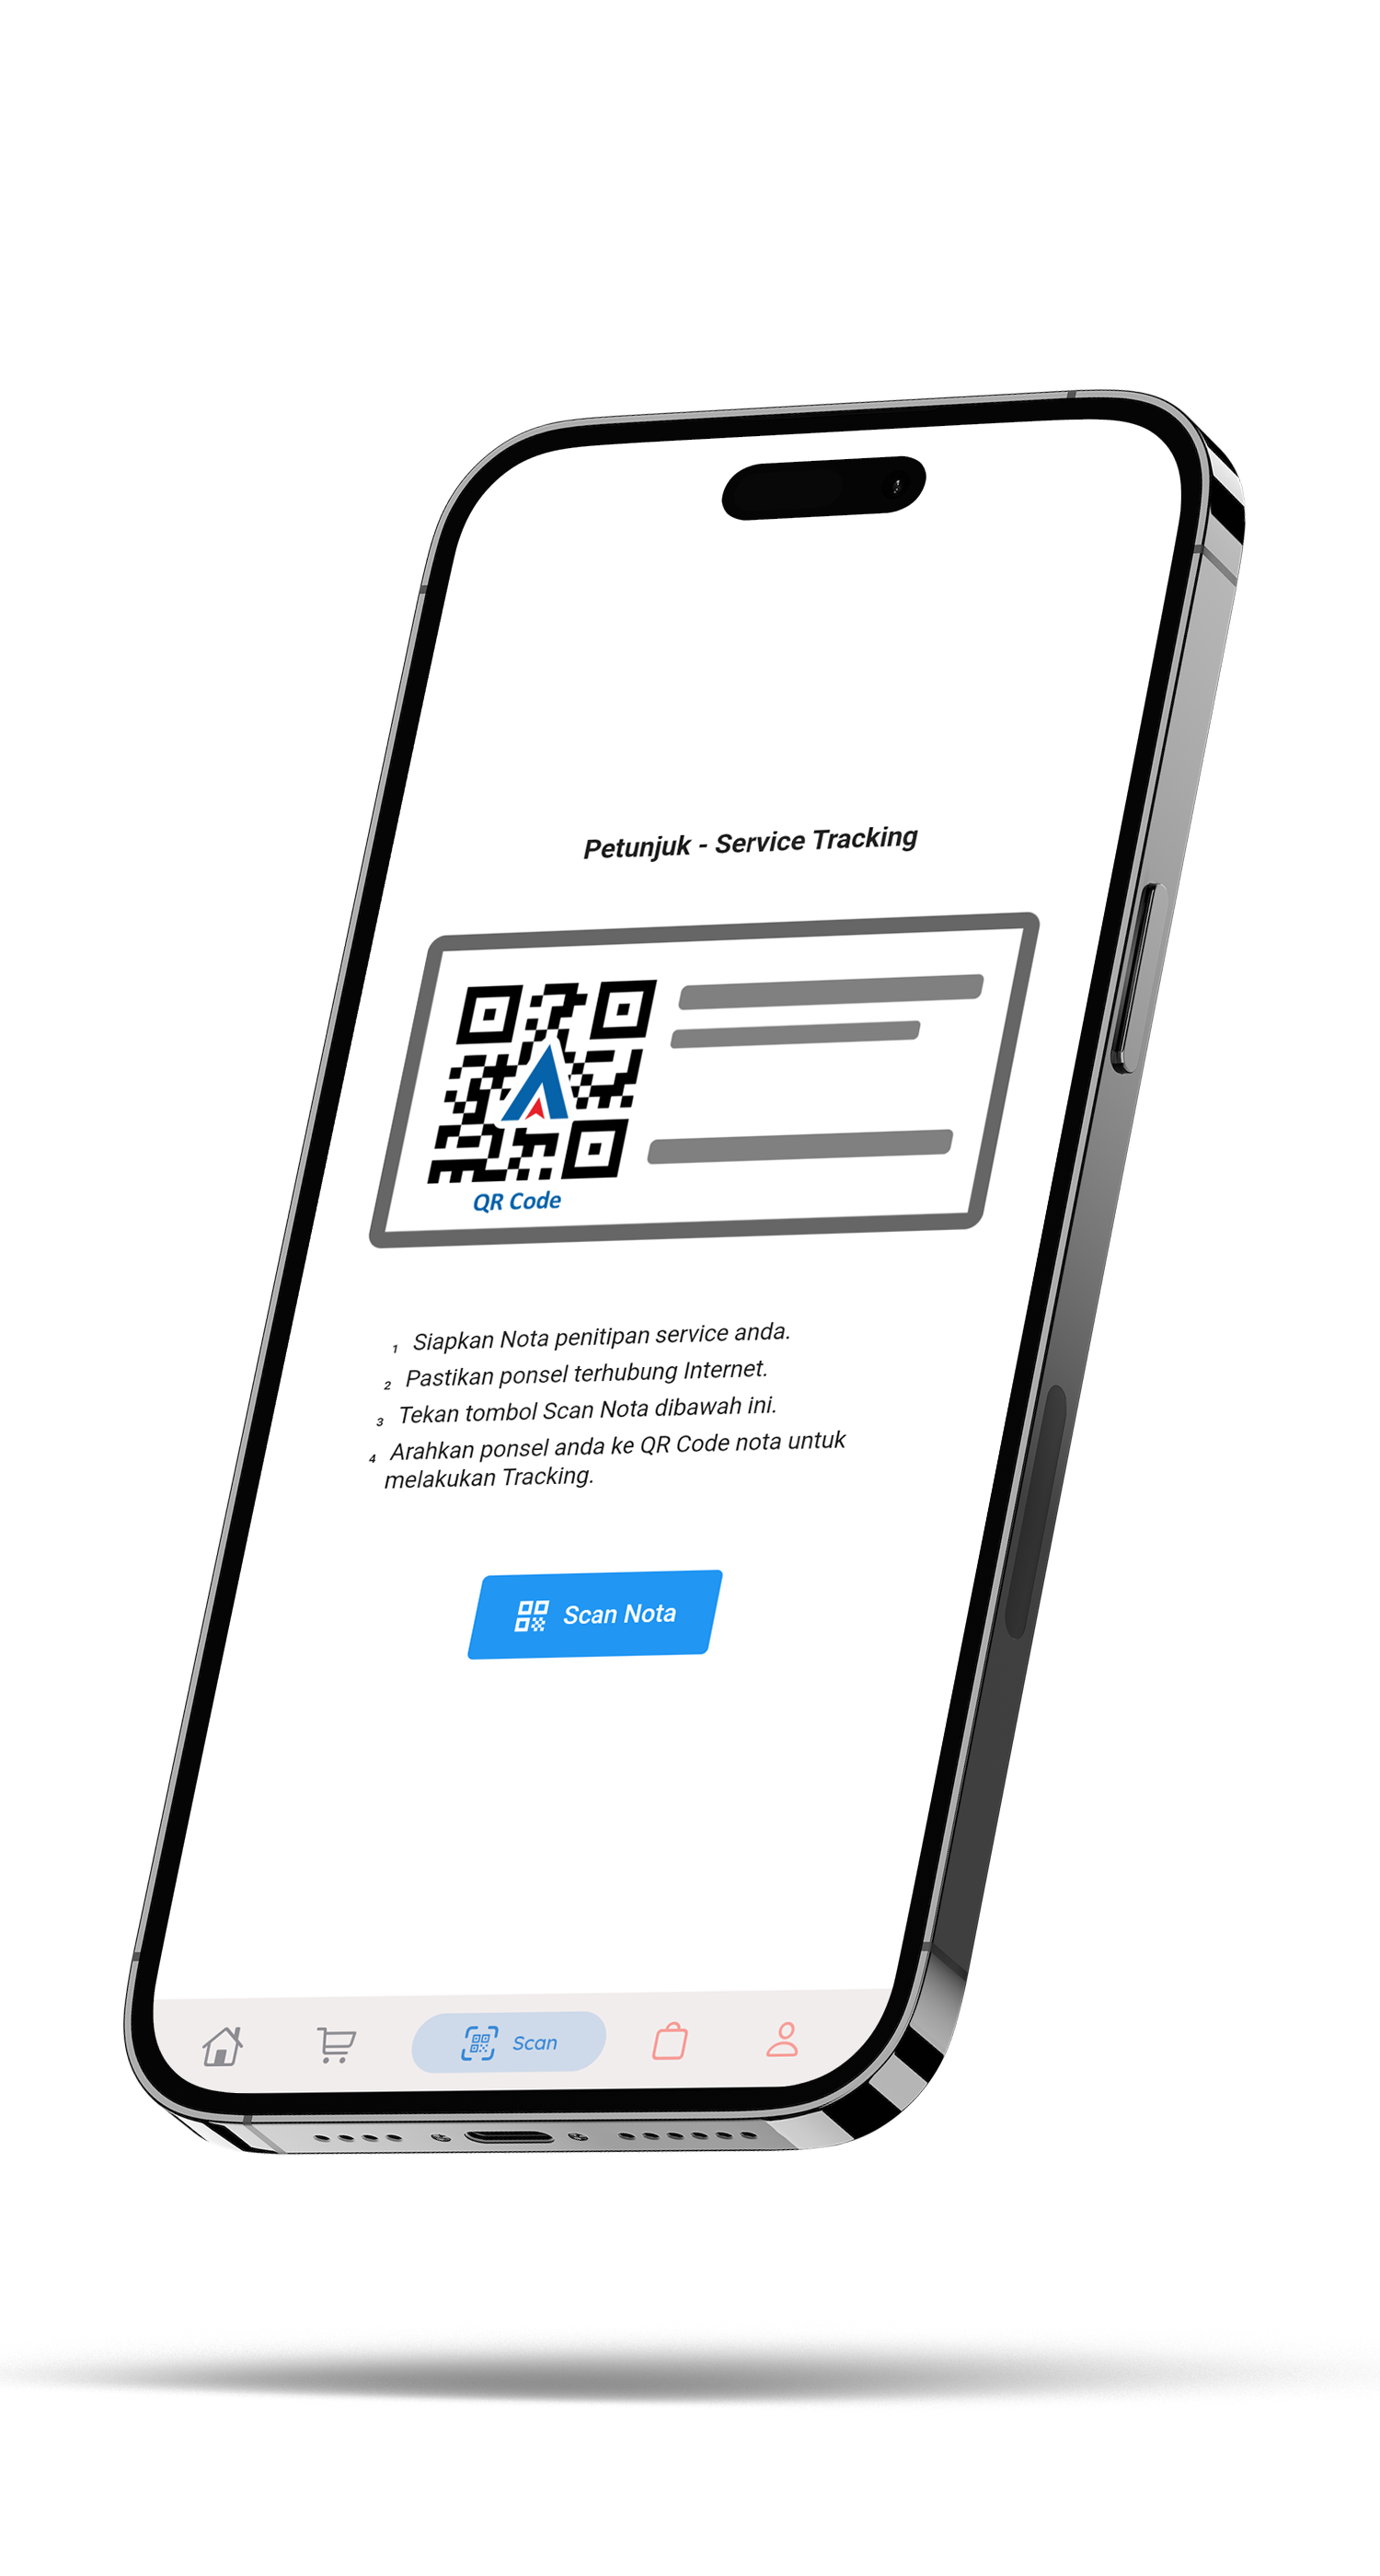 Petunjuk - Service Tracking
QR Code
1 Siapkan Nota penitipan service anda.
2 Pastikan ponsel terhubung Internet.
3 Tekan tombol Scan Nota dibawah ini.
4 Arahkan ponsel anda ke QR Code nota untuk
melakukan Tracking.
Scan Nota
Scan